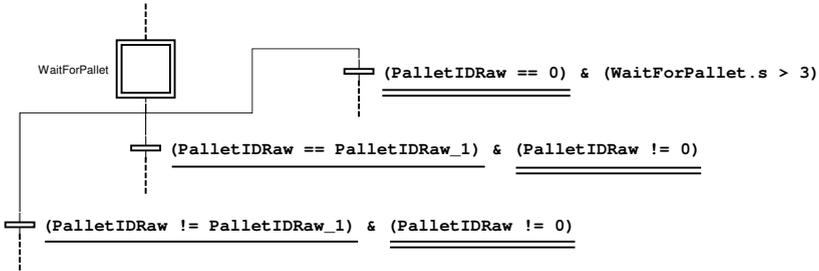 WaitForPallet
(PalletIDRaw == 0) & (WaitForPallet.s > 3)
(PalletIDRaw == PalletIDRaw_1) & (PalletIDRaw != 0)
(PalletIDRaw != PalletIDRaw_1) & (PalletIDRaw != 0)